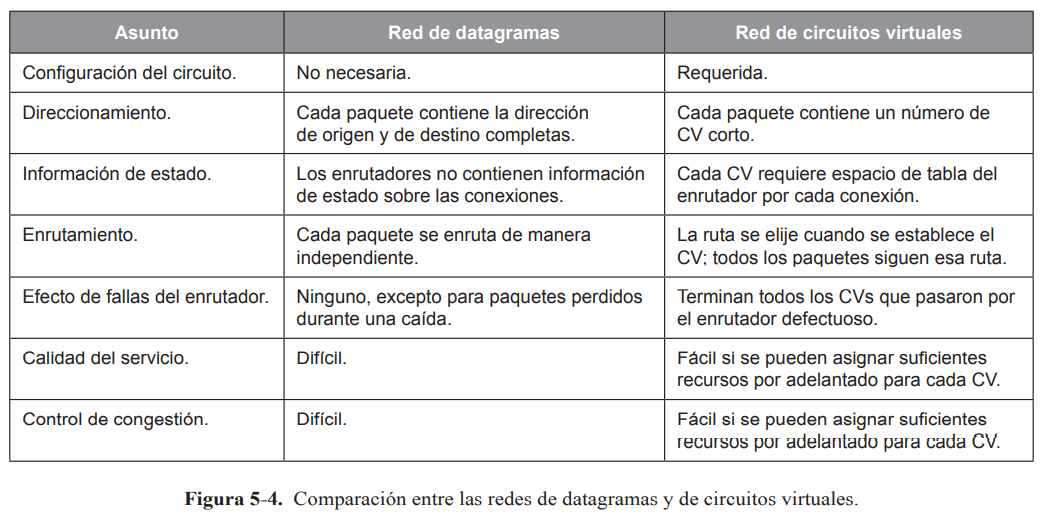 Asunto
Red de datagramas
Red de circuitos virtuales
Configuración del circuito.
No necesaria.
Requerida.
Direccionamiento.
Cada paquete contiene la dirección
de origen y de destino completas.
Cada paquete contiene un número de
CV corto.
Información de estado.
Los enrutadores no contienen información
de estado sobre las conexiones.
Cada CV requiere espacio de tabla del
enrutador por cada conexión.
Enrutamiento.
Cada paquete se enruta de manera
independiente.
La ruta se elije cuando se establece el
CV; todos los paquetes siguen esa ruta.
Efecto de fallas del enrutador.
Ninguno, excepto para paquetes perdidos
durante una caída.
Terminan todos los CVs que pasaron por
el enrutador defectuoso.
Calidad del servicio.
Difícil.
Fácil si se pueden asignar suficientes
recursos por adelantado para cada CV.
Control de congestión.
Difícil.
Fácil si se pueden asignar suficientes
recursos por adelantado para cada CV.
Figura 5-4. Comparación entre las redes de datagramas y de circuitos virtuales.